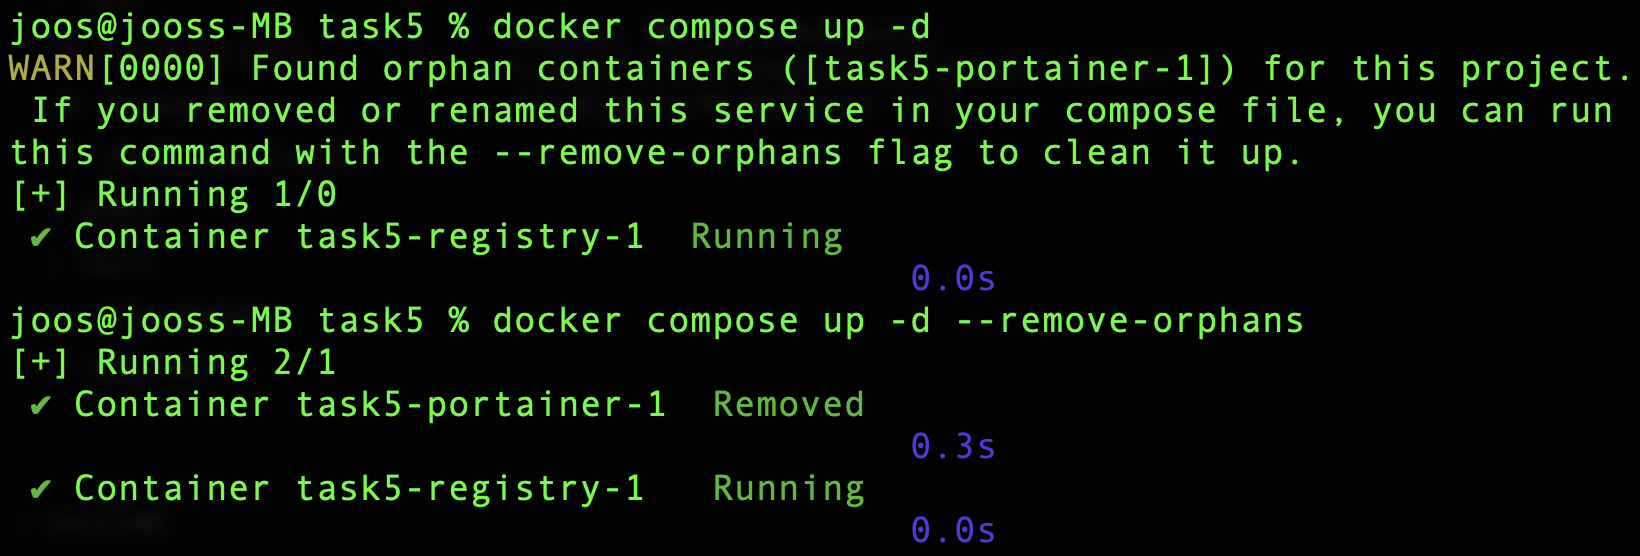 joos@jooss-MB task5 % docker compose up -d
WARN[0000] Found orphan containers ([task5-portainer-1]) for this project.
If you removed or renamed this service in your compose file, you can run
this command with the --remove-orphans flag to clean it up.
[+] Running 1/0
✔ Container task5-registry-1  Running
0.0s
joos@jooss-MB task5 % docker compose up -d --remove-orphans
[+] Running 2/1
✔ Container task5-portainer-1  Removed
0.3s
✔ Container task5-registry-1   Running
0.0s